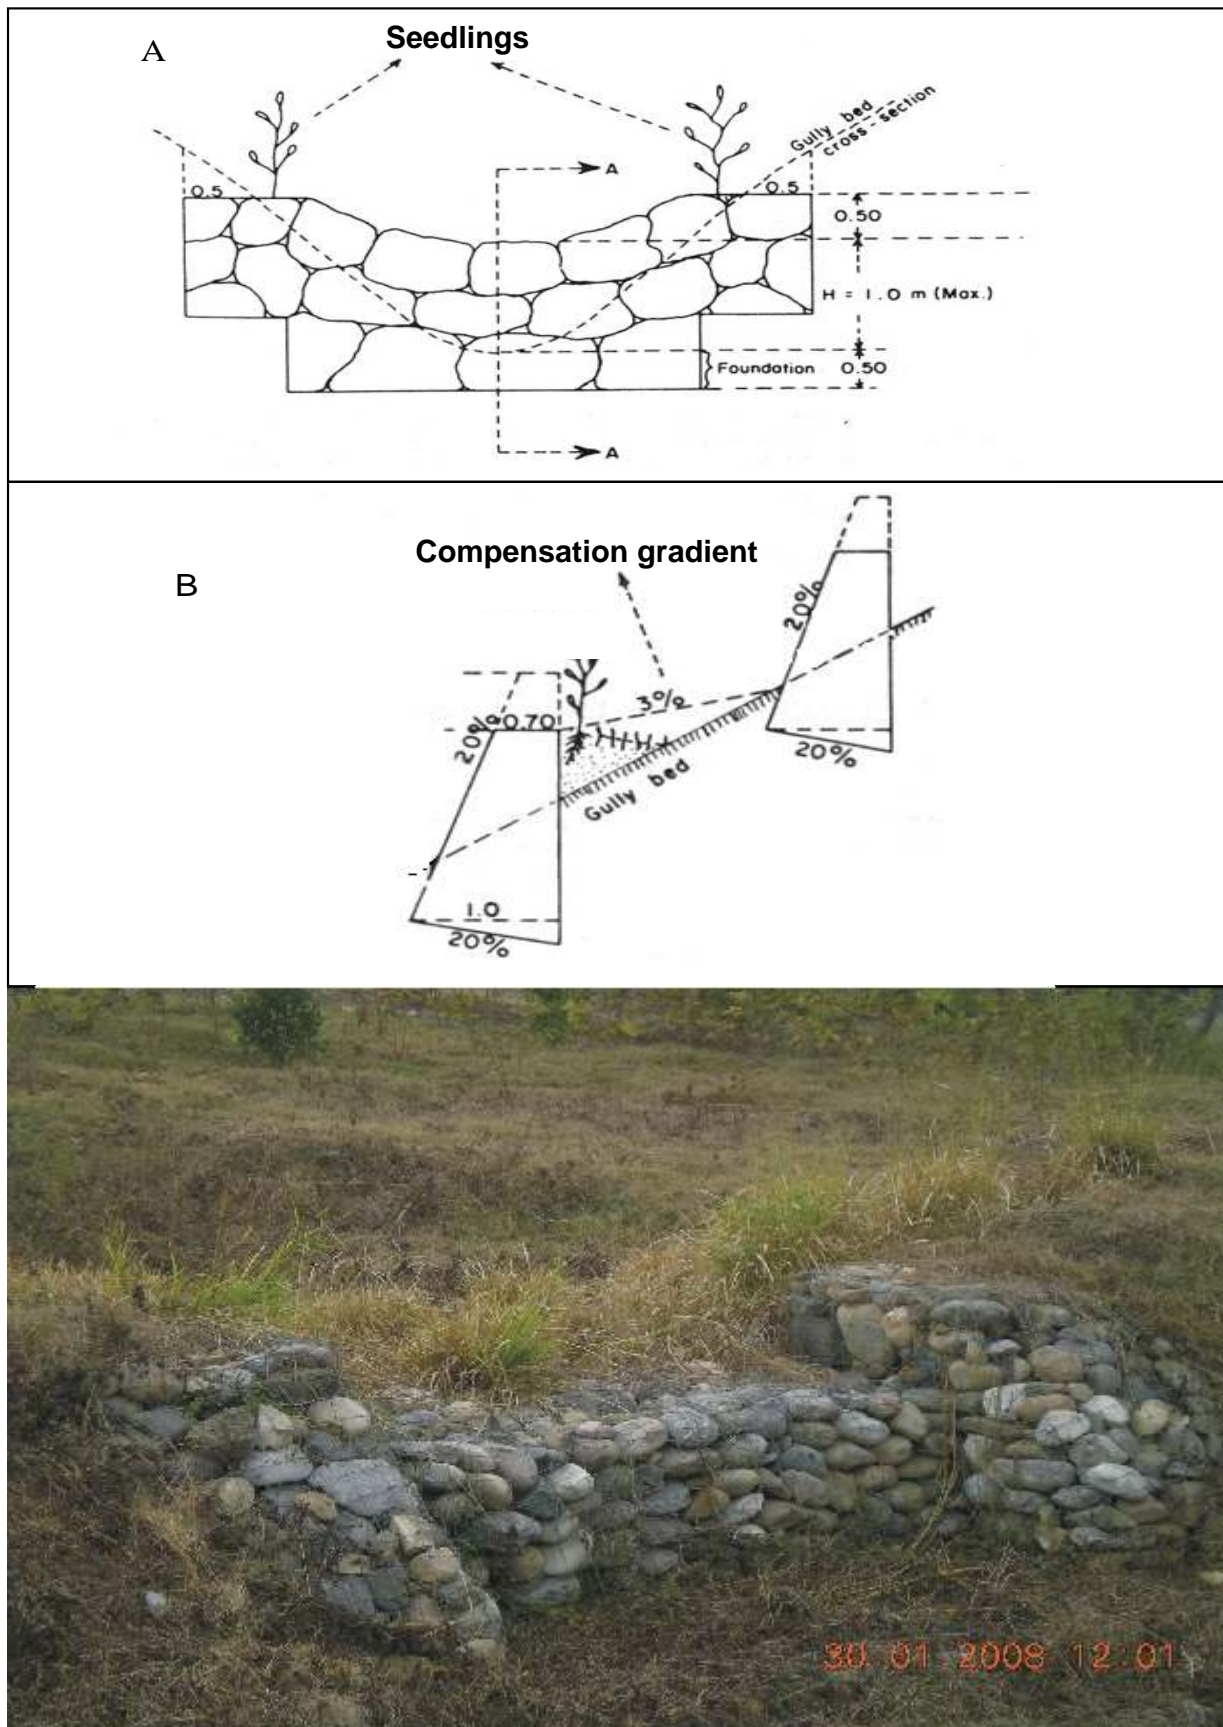 A
Seedlings
Gully bed
cross-section
A
0.5
0.5
0.50
H = 1.0 m (Max.)
Foundation
0.50
A
B
Compensation gradient
20%
3%
20%
0.70
20%
Gully bed
1.0
20%
30 01 2008 12:01